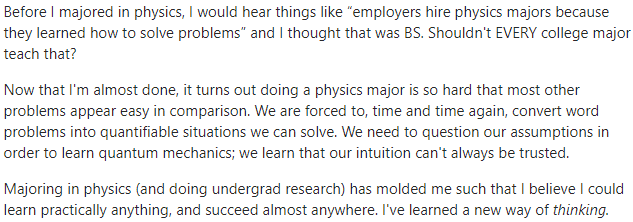 Before I majored in physics, I would hear things like “employers hire physics majors because
they learned how to solve problems” and I thought that was BS. Shouldn't EVERY college major
teach that?
Now that I'm almost done, it turns out doing a physics major is so hard that most other
problems appear easy in comparison. We are forced to, time and time again, convert word
problems into quantifiable situations we can solve. We need to question our assumptions in
order to learn quantum mechanics; we learn that our intuition can't always be trusted.
Majoring in physics (and doing undergrad research) has molded me such that I believe I could
learn practically anything, and succeed almost anywhere. I've learned a new way of thinking.